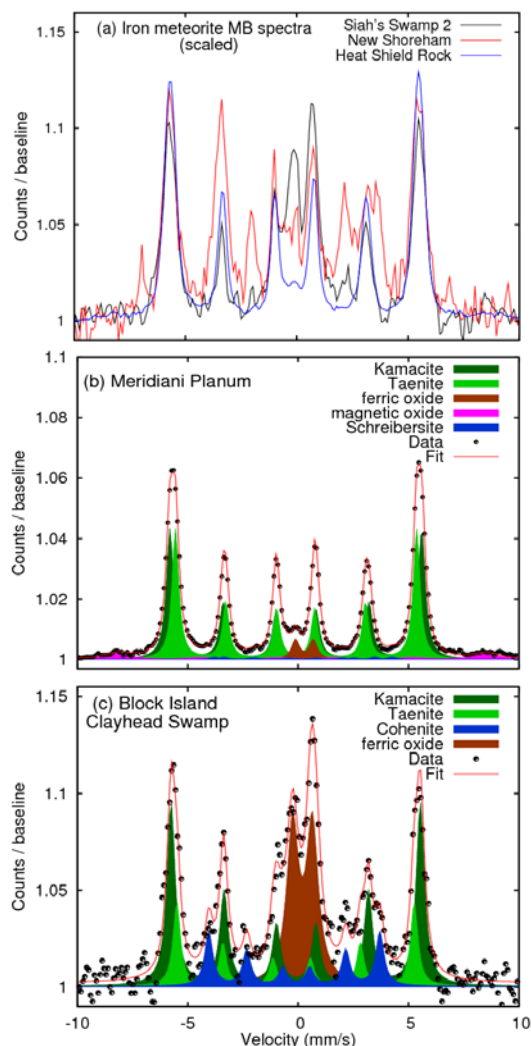 (a) Iron meteorite MB spectra
(scaled)
Siah's Swamp 2
New Shoreham
Heat Shield Rock
Counts / baseline
1.15
1.1
1.05
1
(b) Meridiani Planum
Kamacite
Taenite
ferric oxide
magnetic oxide
Schreibersite
Data
Fit
Counts / baseline
1.1
1.08
1.06
1.04
1.02
1
(c) Block Island
Clayhead Swamp
Kamacite
Taenite
Cohenite
ferric oxide
Data
Fit
Counts / baseline
1.15
1.1
1.05
1
-10 -5 0 5 10
Velocity (mm/s)